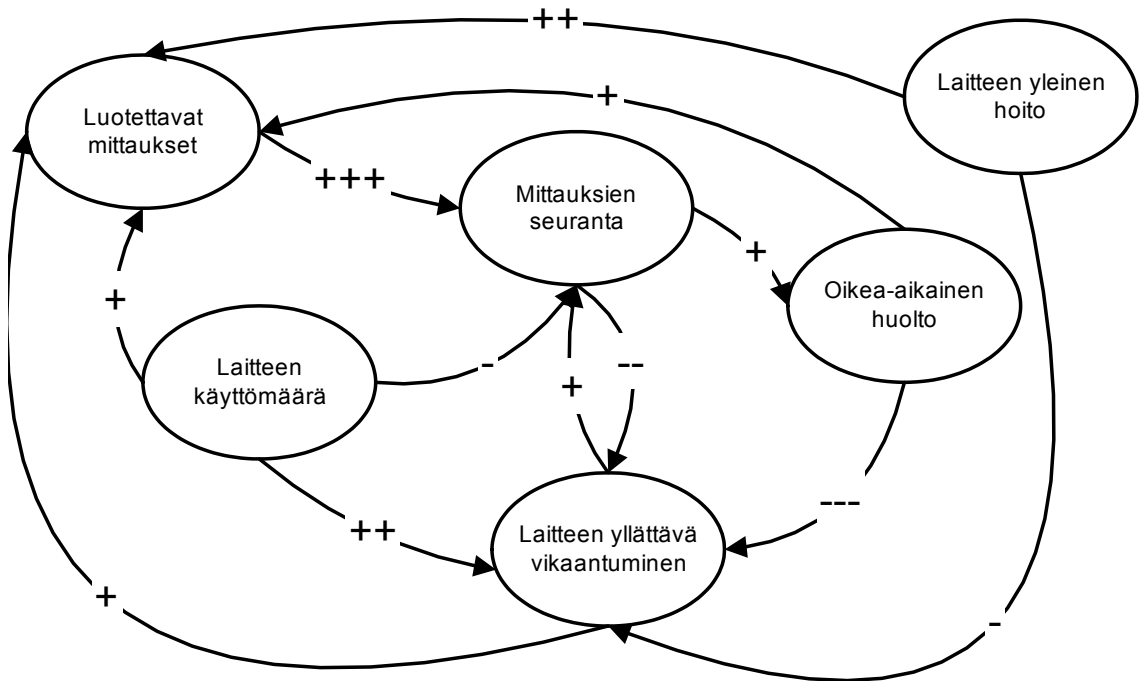 ++
Laitteen yleinen
hoito
Luotettavat
mittaukset
+
+++
Mittauksien
seuranta
+
Oikea-aikainen
huolto
+
Laitteen
käyttömäärä
-
+
--
++
---
Laitteen yllättävä
vikaantuminen
+
-